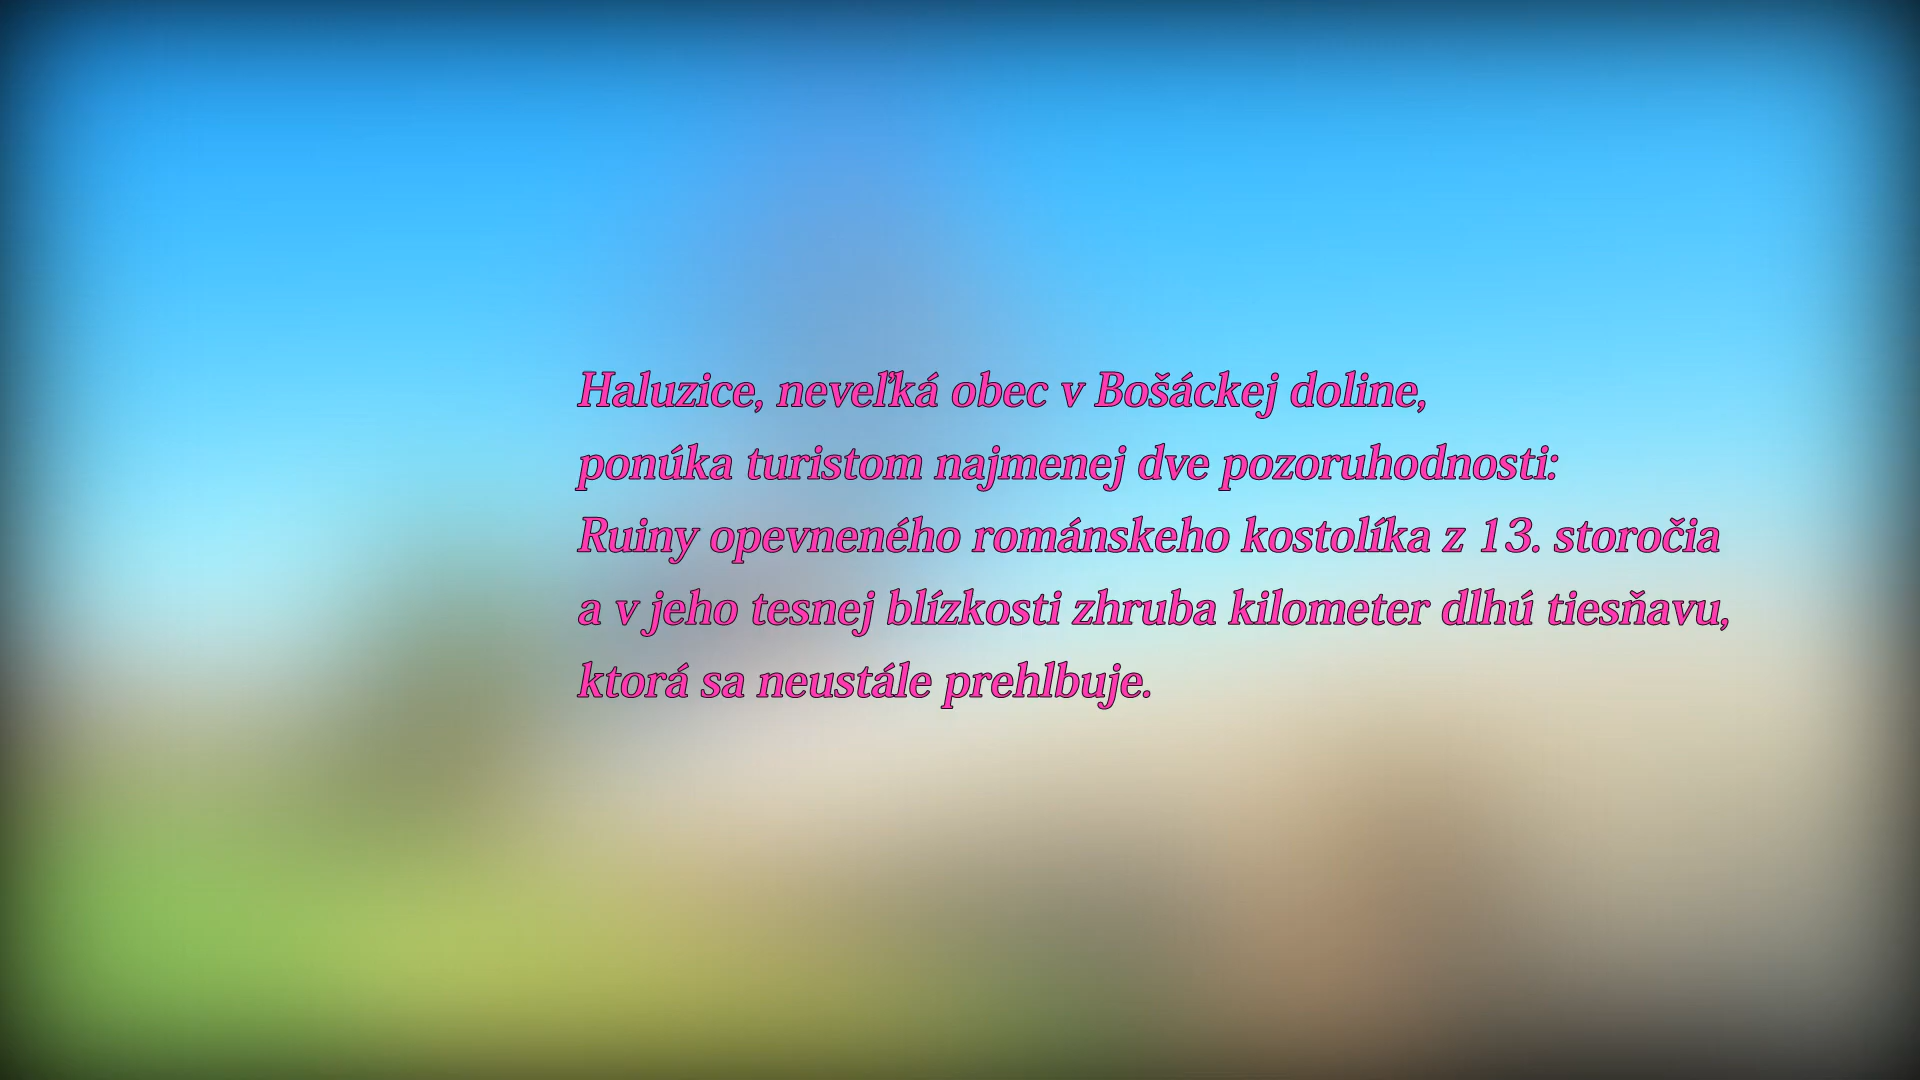 Haluzice, neveľká obec v Bošáckej doline,
ponúka turistom najmenej dve pozoruhodnosti:
Ruiny opevneného románskeho kostolíka z 13. storočia
a v jeho tesnej blízkosti zhruba kilometer dlhú tiesňavu,
ktorá sa neustále prehlbuje.